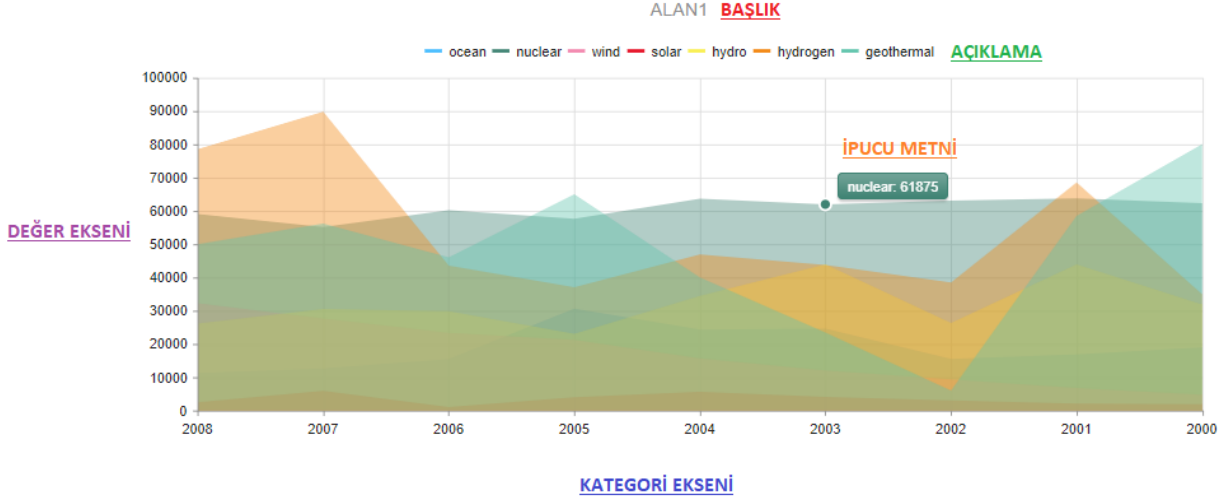 ALAN1 BAŞLIK
ocean nuclear wind solar hydro hydrogen geothermal AÇIKLAMA
100000
90000
80000
İPUCU METNİ
70000
nuclear: 61875
60000
DEĞER EKSENİ
50000
40000
30000
20000
10000
0
2008 2007 2006 2005 2004 2003 2002 2001 2000
KATEGORİ EKSENİ